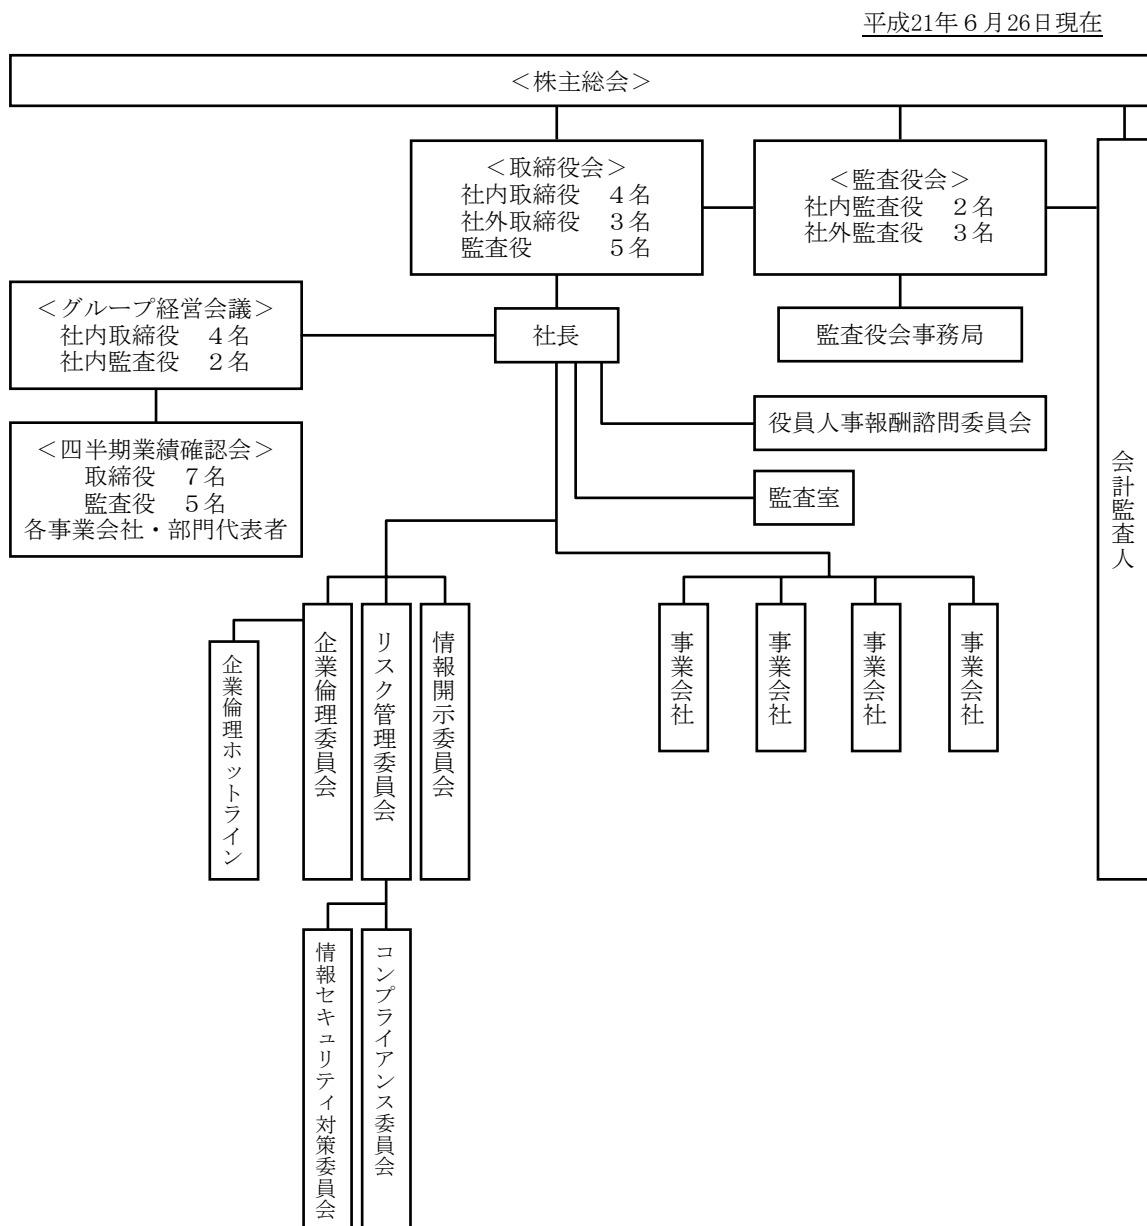 平成21年６月26日現在
＜株主総会＞
＜取締役会＞
社内取締役　４名
社外取締役　３名
監査役　　　５名
＜監査役会＞
社内監査役　２名
社外監査役　３名
＜グループ経営会議＞
社内取締役　４名
社内監査役　２名
社長
監査役会事務局
役員人事報酬諮問委員会
＜四半期業績確認会＞
取締役　７名
監査役　５名
各事業会社・部門代表者
監査室
会計監査人
企業倫理ホットライン
企業倫理委員会
リスク管理委員会
情報開示委員会
事業会社
事業会社
事業会社
事業会社
情報セキュリティ対策委員会
コンプライアンス委員会